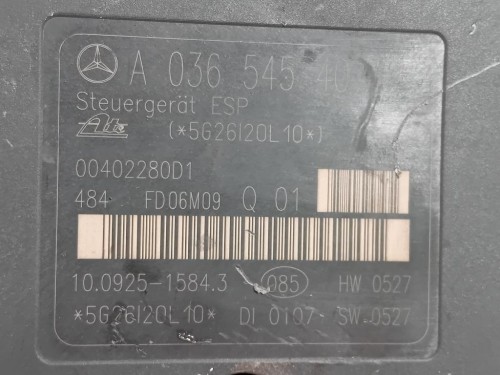 A 036 545
Steuergerät ESP
Ate (*5G26I20L10*)
00402280D1
484 FD06M09 Q 01
10.0925-1584.3 085 HW 0527
*5G26I20L10* DI 0107 SW 0527